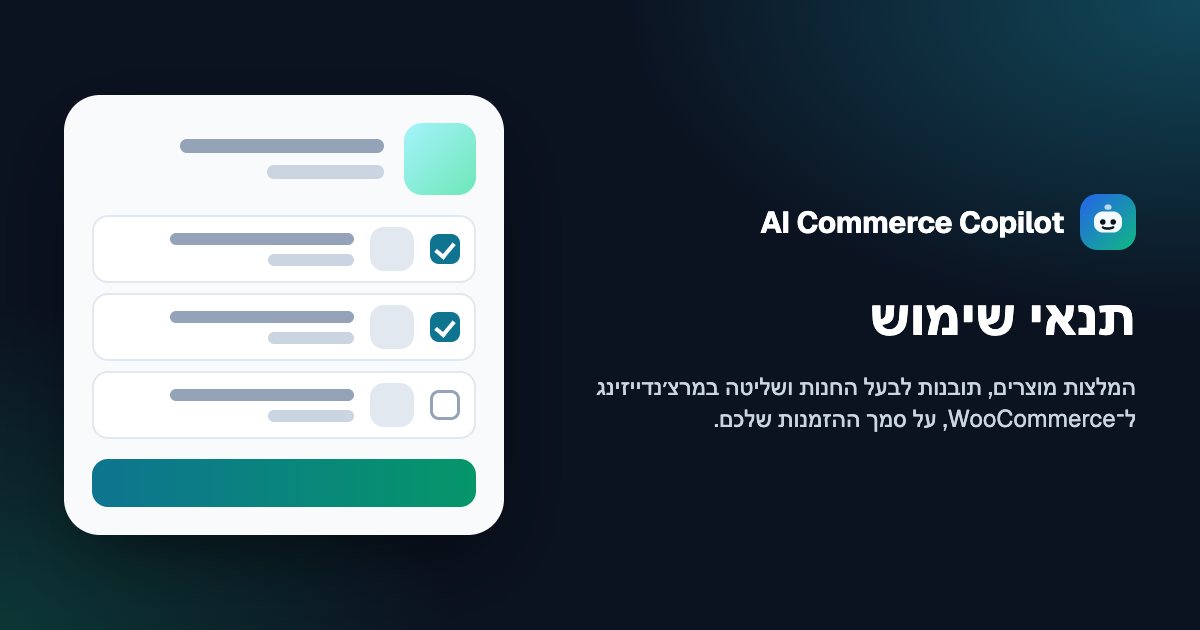 AI Commerce Copilot
תנאי שימוש
המלצות מוצרים, תובנות לבעל החנות ושליטה במרצ׳נדייזינג
ל־WooCommerce, על סמך ההזמנות שלכם.